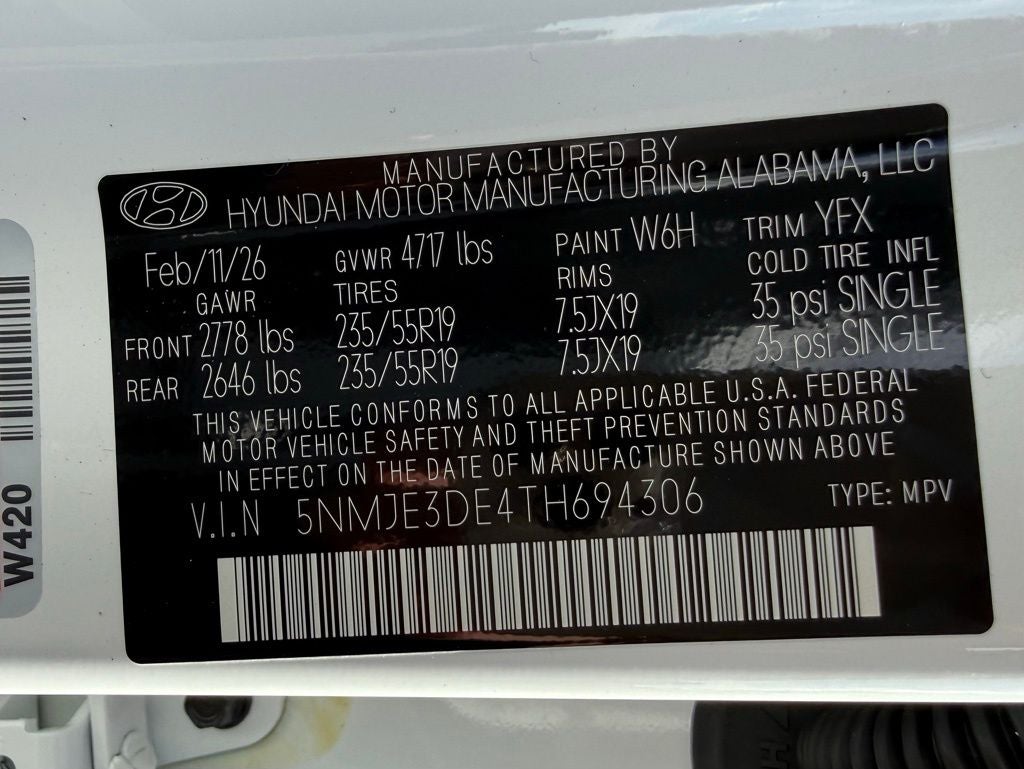 MANUFACTURED BY
HYUNDAI MOTOR MANUFACTURING ALABAMA, LLC
Feb/11/26 GVWR 4717 lbs PAINT W6H TRIM YFX
GAWR TIRES RIMS COLD TIRE INFL
FRONT 2778 lbs 235/55R19 7.5JX19 35 psi SINGLE
REAR 2646 lbs 235/55R19 7.5JX19 35 psi SINGLE
THIS VEHICLE CONFORMS TO ALL APPLICABLE U.S.A. FEDERAL
MOTOR VEHICLE SAFETY AND THEFT PREVENTION STANDARDS
IN EFFECT ON THE DATE OF MANUFACTURE SHOWN ABOVE
V.I.N 5NMJE3DE4TH694306 TYPE: MPV
W420